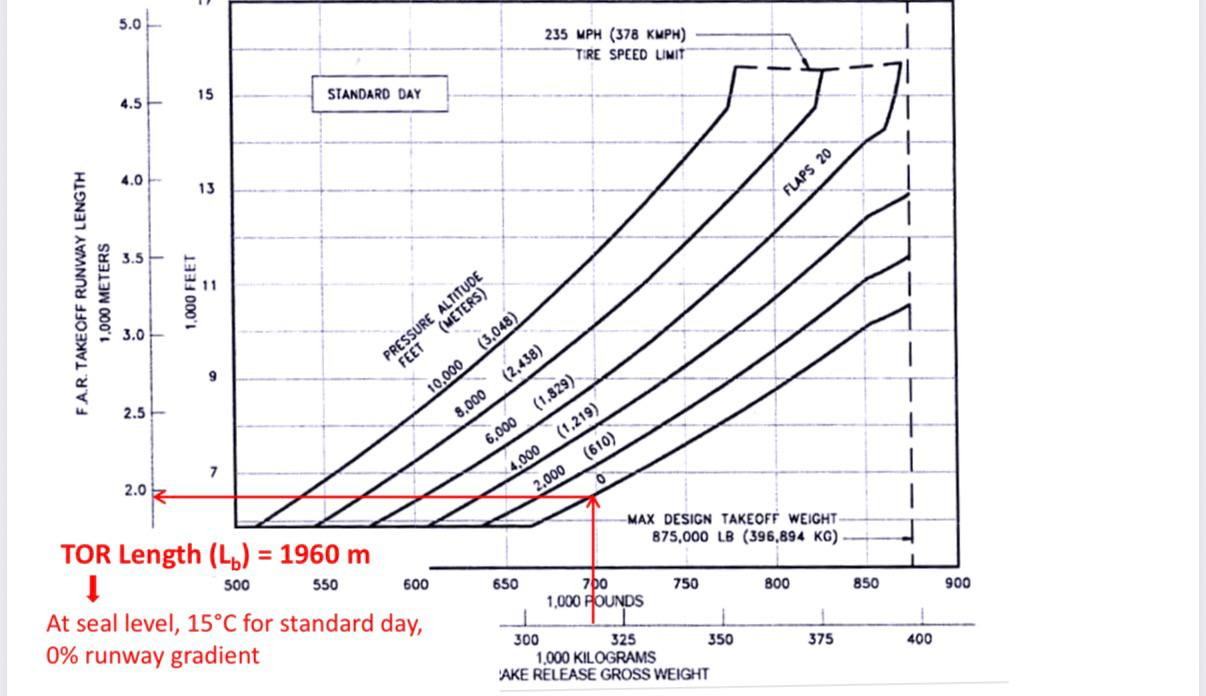 17
5.0
235 MPH (378 KMPH)
TIRE SPEED LIMIT
STANDARD DAY
15
4.5
FLAPS 20
4.0
13
F.A.R. TAKEOFF RUNWAY LENGTH
1,000 METERS
1,000 FEET
3.5
11
PRESSURE ALTITUDE
FEET (METERS)
3.0
10,000 (3,048)
8,000 (2,438)
6,000 (1,829)
4,000 (1,219)
2,000 (610)
0
9
2.5
7
2.0
MAX DESIGN TAKEOFF WEIGHT
875,000 LB (396,894 KG)
TOR Length (Lb) = 1960 m
500 550 600 650 700 750 800 850 900
1,000 POUNDS
At seal level, 15°C for standard day,
0% runway gradient
300 325 350 375 400
1,000 KILOGRAMS
AKE RELEASE GROSS WEIGHT